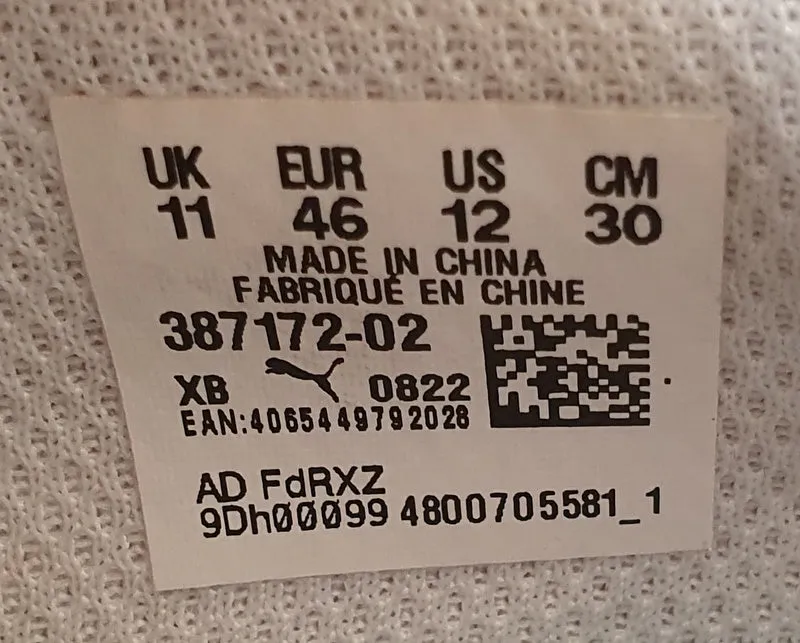 UK EUR US CM
11 46 12 30
MADE IN CHINA
FABRIQUÉ EN CHINE
387172-02
XB 0822
EAN:4065449792028
AD FdRXZ
9Dh00099 4800705581_1